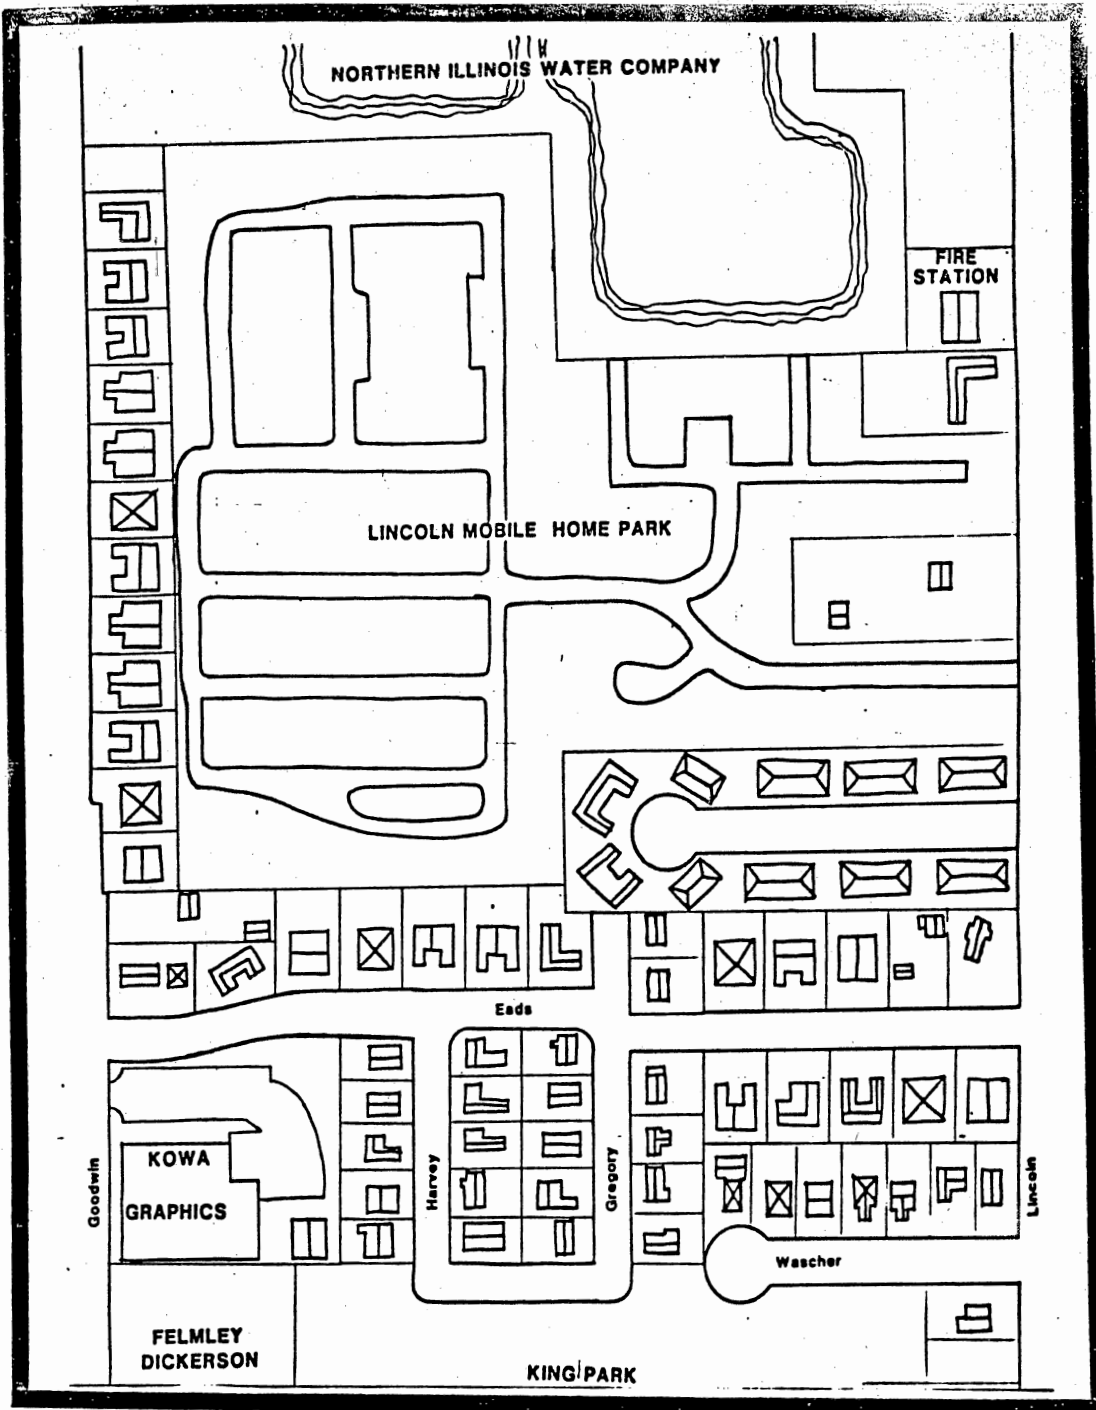 NORTHERN ILLINOIS WATER COMPANY
FIRE
STATION
LINCOLN MOBILE HOME PARK
Eads
KOWA
GRAPHICS
Goodwin
Harvey
Gregory
Lincoln
Wascher
FELMLEY
DICKERSON
KING PARK